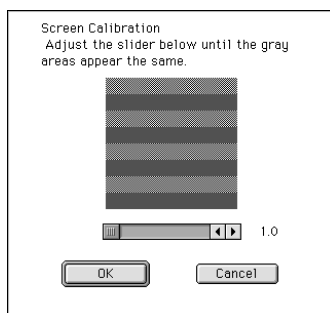 Screen Calibration
Adjust the slider below until the gray
areas appear the same.
1.0
OK
Cancel